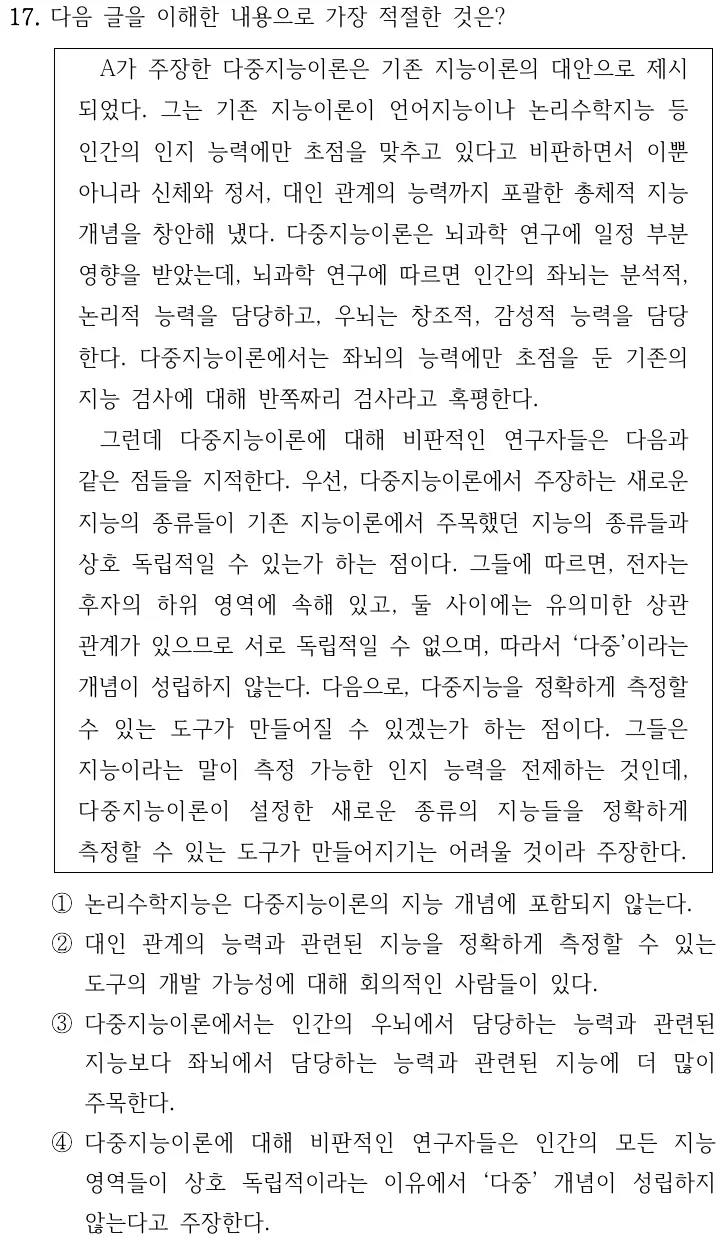 17. 다음 글을 이해한 내용으로 가장 적절한 것은?
A가 주장한 다중지능이론은 기존 지능이론의 대안으로 제시
되었다. 그는 기존 지능이론이 언어지능이나 논리수학지능 등
인간의 인지 능력에만 초점을 맞추고 있다고 비판하면서 이뿐
아니라 신체와 정서, 대인 관계의 능력까지 포괄한 총체적 지능
개념을 창안해 냈다. 다중지능이론은 뇌과학 연구에 일정 부분
영향을 받았는데, 뇌과학 연구에 따르면 인간의 좌뇌는 분석적,
논리적 능력을 담당하고, 우뇌는 창조적, 감성적 능력을 담당
한다. 다중지능이론에서는 좌뇌의 능력에만 초점을 둔 기존의
지능 검사에 대해 반쪽짜리 검사라고 혹평한다.
그런데 다중지능이론에 대해 비판적인 연구자들은 다음과
같은 점들을 지적한다. 우선, 다중지능이론에서 주장하는 새로운
지능의 종류들이 기존 지능이론에서 주목했던 지능의 종류들과
상호 독립적일 수 있는가 하는 점이다. 그들에 따르면, 전자는
후자의 하위 영역에 속해 있고, 둘 사이에는 유의미한 상관
관계가 있으므로 서로 독립적일 수 없으며, 따라서 ‘다중’이라는
개념이 성립하지 않는다. 다음으로, 다중지능을 정확하게 측정할
수 있는 도구가 만들어질 수 있겠는가 하는 점이다. 그들은
지능이라는 말이 측정 가능한 인지 능력을 전제하는 것인데,
다중지능이론이 설정한 새로운 종류의 지능들을 정확하게
측정할 수 있는 도구가 만들어지기는 어려울 것이라 주장한다.
① 논리수학지능은 다중지능이론의 지능 개념에 포함되지 않는다.
② 대인 관계의 능력과 관련된 지능을 정확하게 측정할 수 있는
도구의 개발 가능성에 대해 회의적인 사람들이 있다.
③ 다중지능이론에서는 인간의 우뇌에서 담당하는 능력과 관련된
지능보다 좌뇌에서 담당하는 능력과 관련된 지능에 더 많이
주목한다.
④ 다중지능이론에 대해 비판적인 연구자들은 인간의 모든 지능
영역들이 상호 독립적이라는 이유에서 ‘다중’ 개념이 성립하지
않는다고 주장한다.